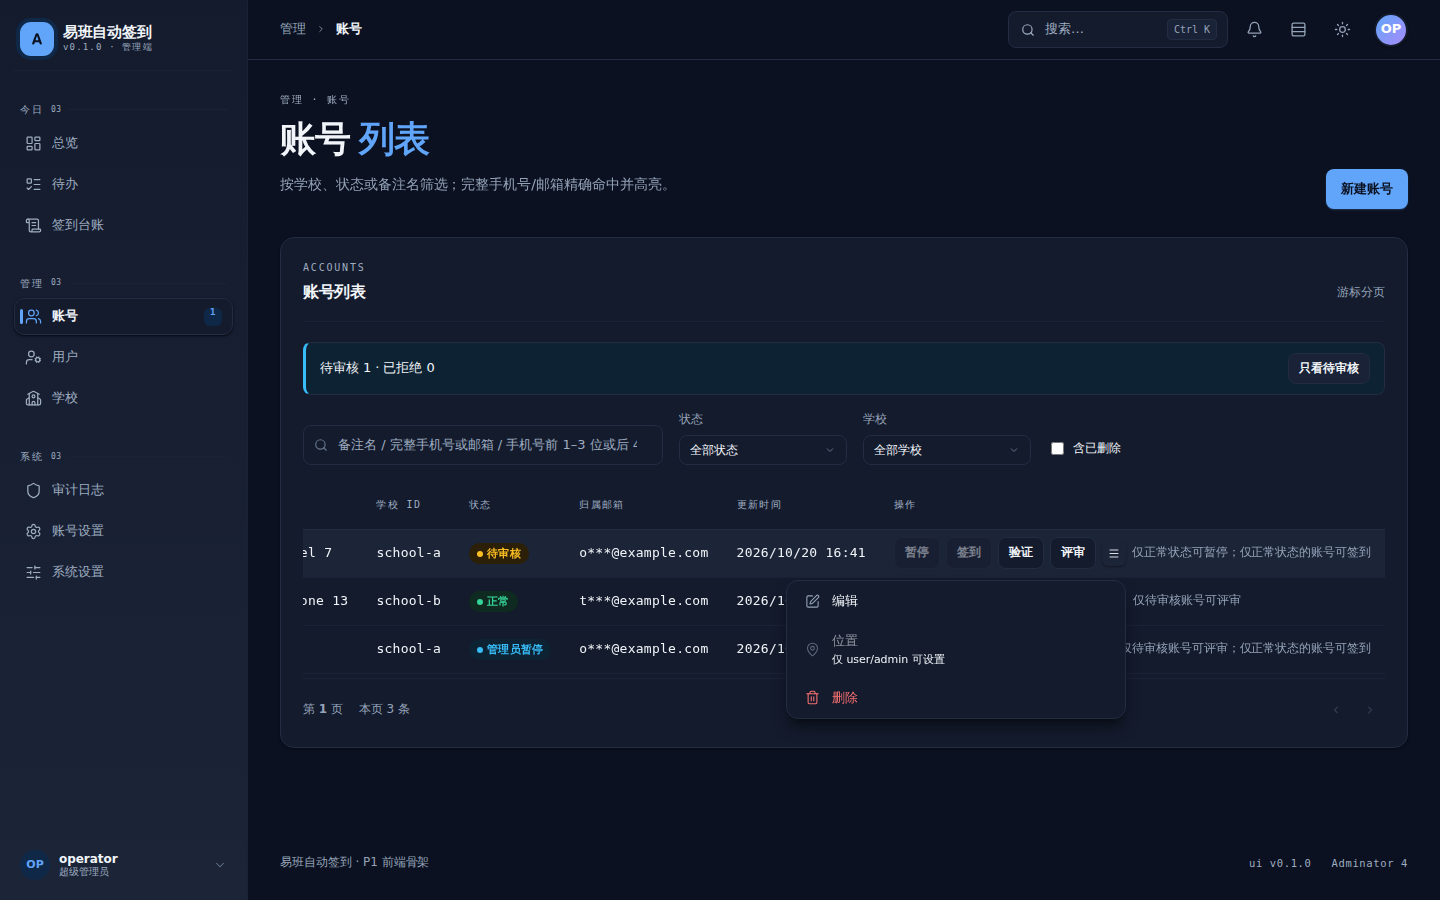 A
易班自动签到
v0.1.0 · 管理端
今日 03
总览
待办
签到台账
管理 03
账号 1
用户
学校
系统 03
审计日志
账号设置
系统设置
OP
operator
超级管理员
管理 › 账号
搜索… Ctrl K
OP
管理 · 账号
账号 列表
按学校、状态或备注名筛选；完整手机号/邮箱精确命中并高亮。
新建账号
ACCOUNTS
账号列表
游标分页
待审核 1 · 已拒绝 0
只看待审核
备注名 / 完整手机号或邮箱 / 手机号前 1–3 位或后
状态
全部状态
学校
全部学校
含已删除
学校 ID 状态 归属邮箱 更新时间 操作
el 7 school-a 待审核 o***@example.com 2026/10/20 16:41 暂停 签到 验证 评审 仅正常状态可暂停；仅正常状态的账号可签到
one 13 school-b 正常 t***@example.com 2026/1 仅待审核账号可评审
school-a 管理员暂停 o***@example.com 2026/1 仅待审核账号可评审；仅正常状态的账号可签到
编辑
位置
仅 user/admin 可设置
删除
第 1 页 本页 3 条
易班自动签到 · P1 前端骨架
ui v0.1.0 Adminator 4